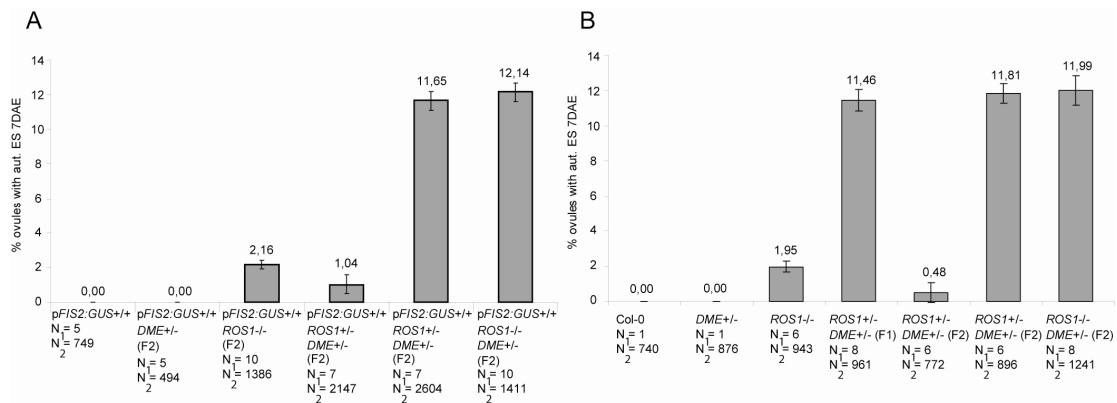 A
% ovules with aut. ES 7DAE
14
12
10
8
6
4
2
0
0,00
0,00
2,16
1,04
11,65
12,14
pFIS2:GUS+/+
N1= 5
N2= 749
pFIS2:GUS+/+
DME+/-
(F2)
N1= 5
N2= 494
pFIS2:GUS+/+
ROS1-/-
(F2)
N1= 10
N2= 1386
pFIS2:GUS+/+
ROS1+/-
DME+/-
(F2)
N1= 7
N2= 2147
pFIS2:GUS+/+
ROS1+/-
DME+/-
(F2)
N1= 7
N2= 2604
pFIS2:GUS+/+
ROS1-/-
DME+/-
(F2)
N1= 10
N2= 1411
B
% ovules with aut. ES 7DAE
14
12
10
8
6
4
2
0
0,00
0,00
1,95
11,46
0,48
11,81
11,99
Col-0
N1= 1
N2= 740
DME+/-
N1= 1
N2= 876
ROS1-/-
N1= 6
N2= 943
ROS1+/-
DME+/- (F1)
N1= 8
N2= 961
ROS1+/-
DME+/- (F2)
N1= 6
N2= 772
ROS1+/-
DME+/- (F2)
N1= 6
N2= 896
ROS1-/-
DME+/- (F2)
N1= 8
N2= 1241